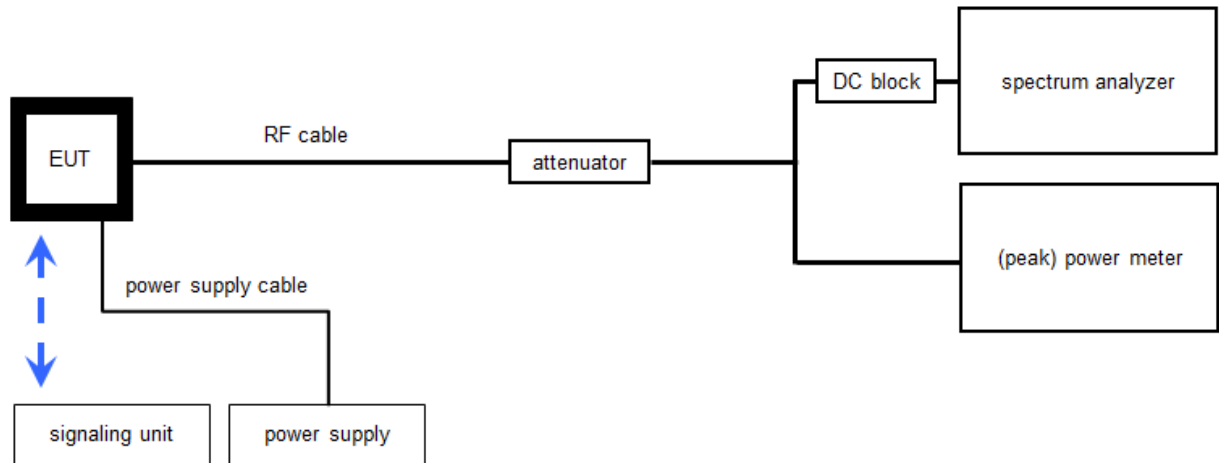 DC block
spectrum analyzer
EUT
RF cable
attenuator
(peak) power meter
power supply cable
signaling unit
power supply